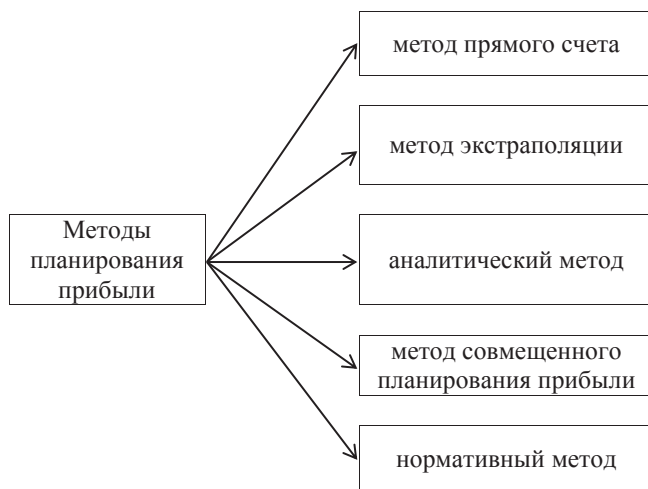 Методы
планирования
прибыли
метод прямого счета
метод экстраполяции
аналитический метод
метод совмещенного
планирования прибыли
нормативный метод